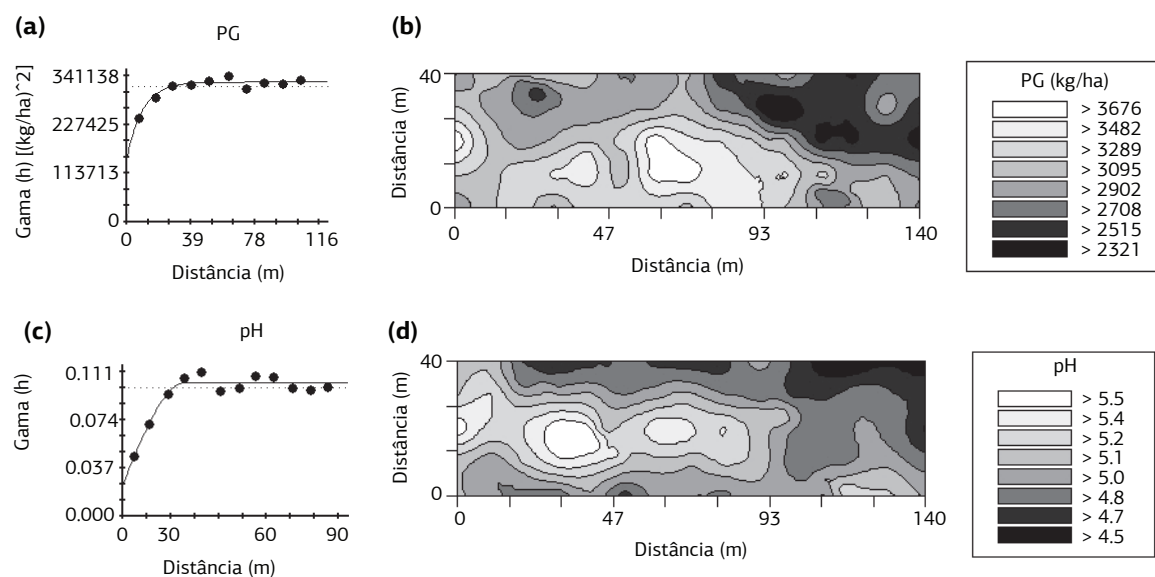 (a)
PG
Gama (h) [(kg/ha)^2]
341138
227425
113713
0
0 39 78 116
Distância (m)
(b)
Distância (m)
40
0
0 47 93 140
Distância (m)
PG (kg/ha)
> 3676
> 3482
> 3289
> 3095
> 2902
> 2708
> 2515
> 2321
(c)
pH
Gama (h)
0.111
0.074
0.037
0.000
0 30 60 90
Distância (m)
(d)
Distância (m)
40
0
0 47 93 140
Distância (m)
pH
> 5.5
> 5.4
> 5.2
> 5.1
> 5.0
> 4.8
> 4.7
> 4.5